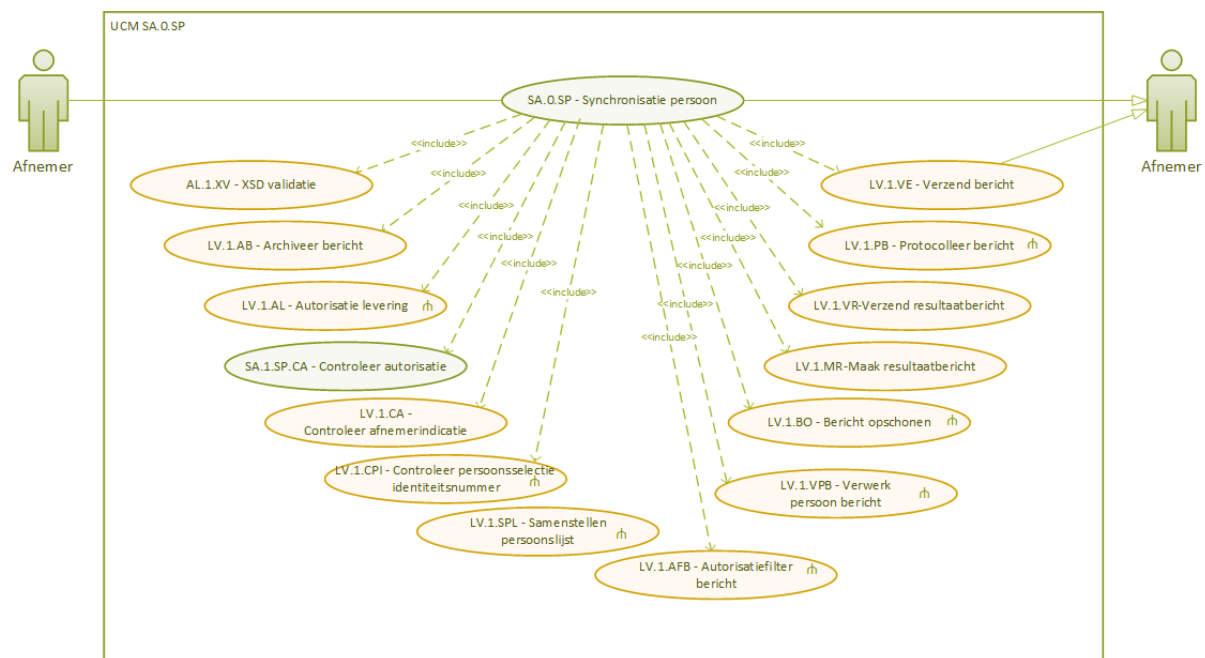 UCM SA.0.SP
SA.0.SP - Synchronisatie persoon
Afnemer
Afnemer
<<include>>
<<include>>
AL.1.XV - XSD validatie
LV.1.VE - Verzend bericht
<<include>>
<<include>>
<<include>>
<<include>>
LV.1.AB - Archiveer bericht
LV.1.PB - Protocolleer bericht
<<include>>
<<include>>
<<include>>
<<include>>
LV.1.AL - Autorisatie levering
LV.1.VR-Verzend resultaatbericht
<<include>>
<<include>>
SA.1.SP.CA - Controleer autorisatie
LV.1.MR-Maak resultaatbericht
LV.1.CA -
Controleer afnemerindicatie
LV.1.BO - Bericht opschonen
LV.1.CPI - Controleer persoonsselectie
identiteitsnummer
LV.1.VPB - Verwerk
persoon bericht
LV.1.SPL - Samenstellen
persoonslijst
LV.1.AFB - Autorisatiefilter
bericht